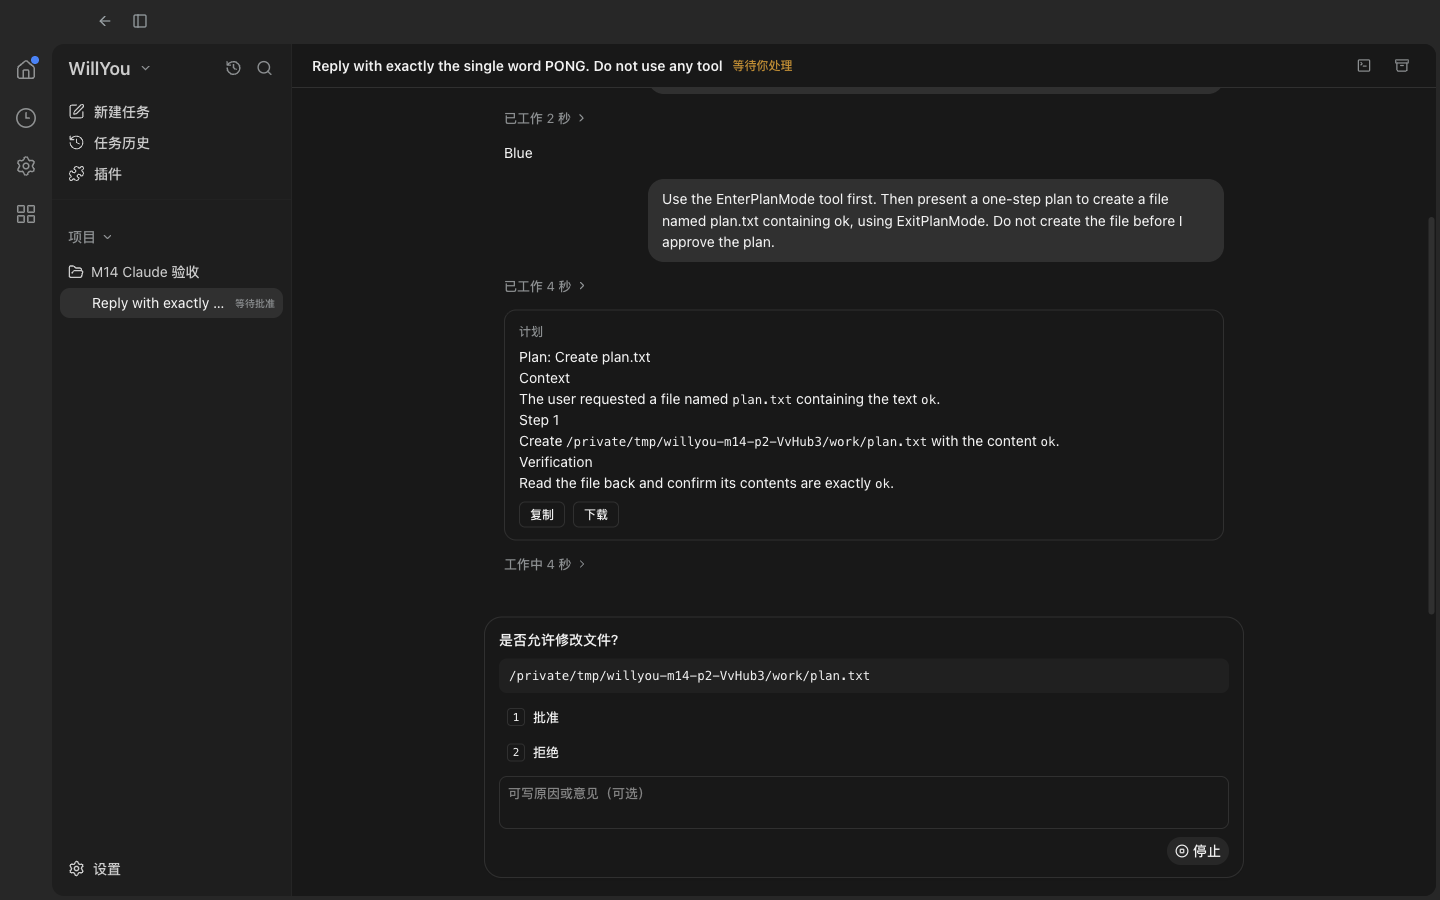 WillYou
新建任务
任务历史
插件
项目
M14 Claude 验收
Reply with exactly ...
等待批准
设置
Reply with exactly the single word PONG. Do not use any tool
等待你处理
已工作 2 秒
Blue
Use the EnterPlanMode tool first. Then present a one-step plan to create a file
named plan.txt containing ok, using ExitPlanMode. Do not create the file before I
approve the plan.
已工作 4 秒
计划
Plan: Create plan.txt
Context
The user requested a file named plan.txt containing the text ok.
Step 1
Create /private/tmp/willyou-m14-p2-VvHub3/work/plan.txt with the content ok.
Verification
Read the file back and confirm its contents are exactly ok.
复制 下载
工作中 4 秒
是否允许修改文件?
/private/tmp/willyou-m14-p2-VvHub3/work/plan.txt
1 批准
2 拒绝
可写原因或意见（可选）
停止